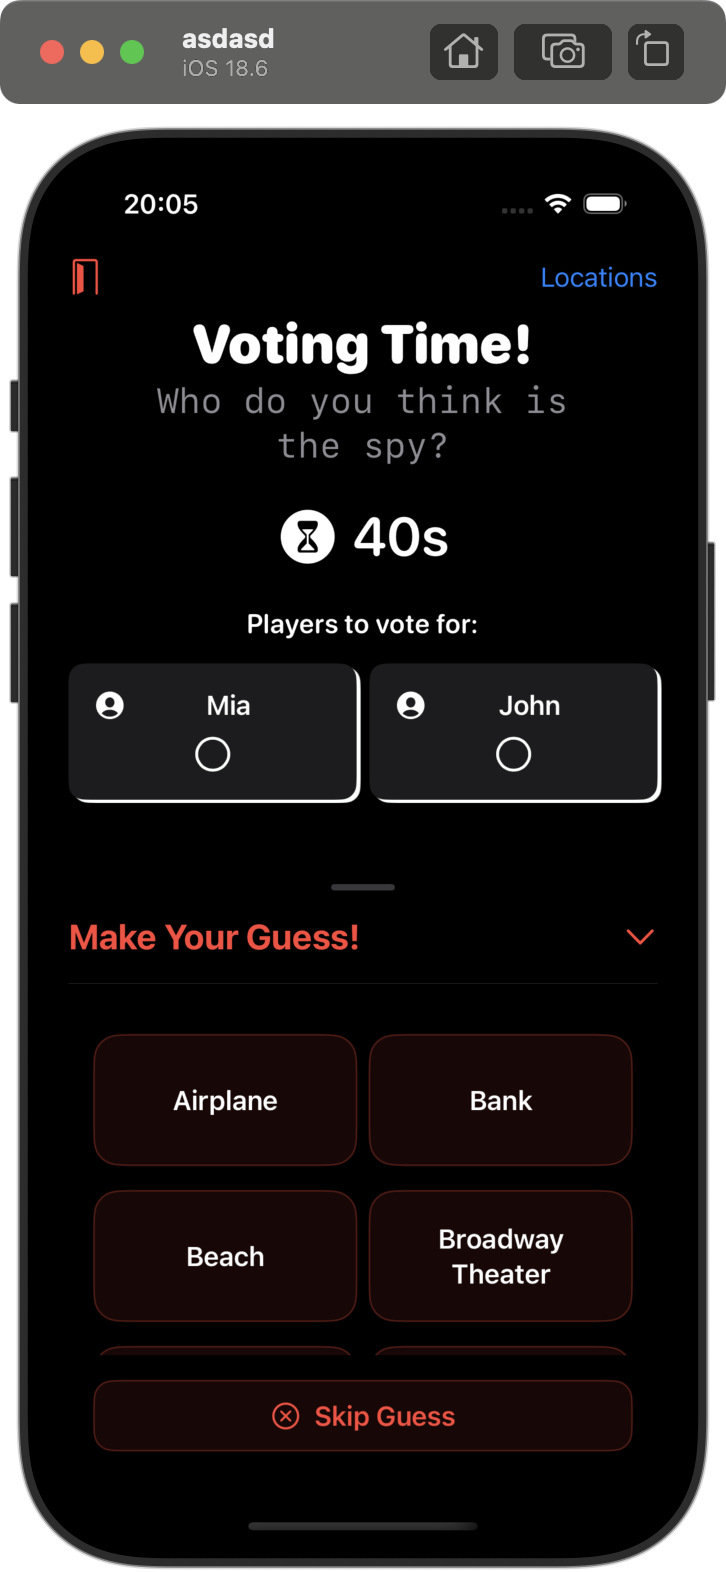 asdasd
iOS 18.6
20:05
Locations
Voting Time!
Who do you think is
the spy?
40s
Players to vote for:
Mia
John
Make Your Guess!
Airplane
Bank
Beach
Broadway
Theater
Skip Guess